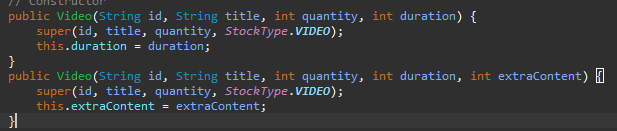 // Constructor
public Video(String id, String title, int quantity, int duration) {
super(id, title, quantity, StockType.VIDEO);
this.duration = duration;
}
public Video(String id, String title, int quantity, int duration, int extraContent) {
super(id, title, quantity, StockType.VIDEO);
this.extraContent = extraContent;
}